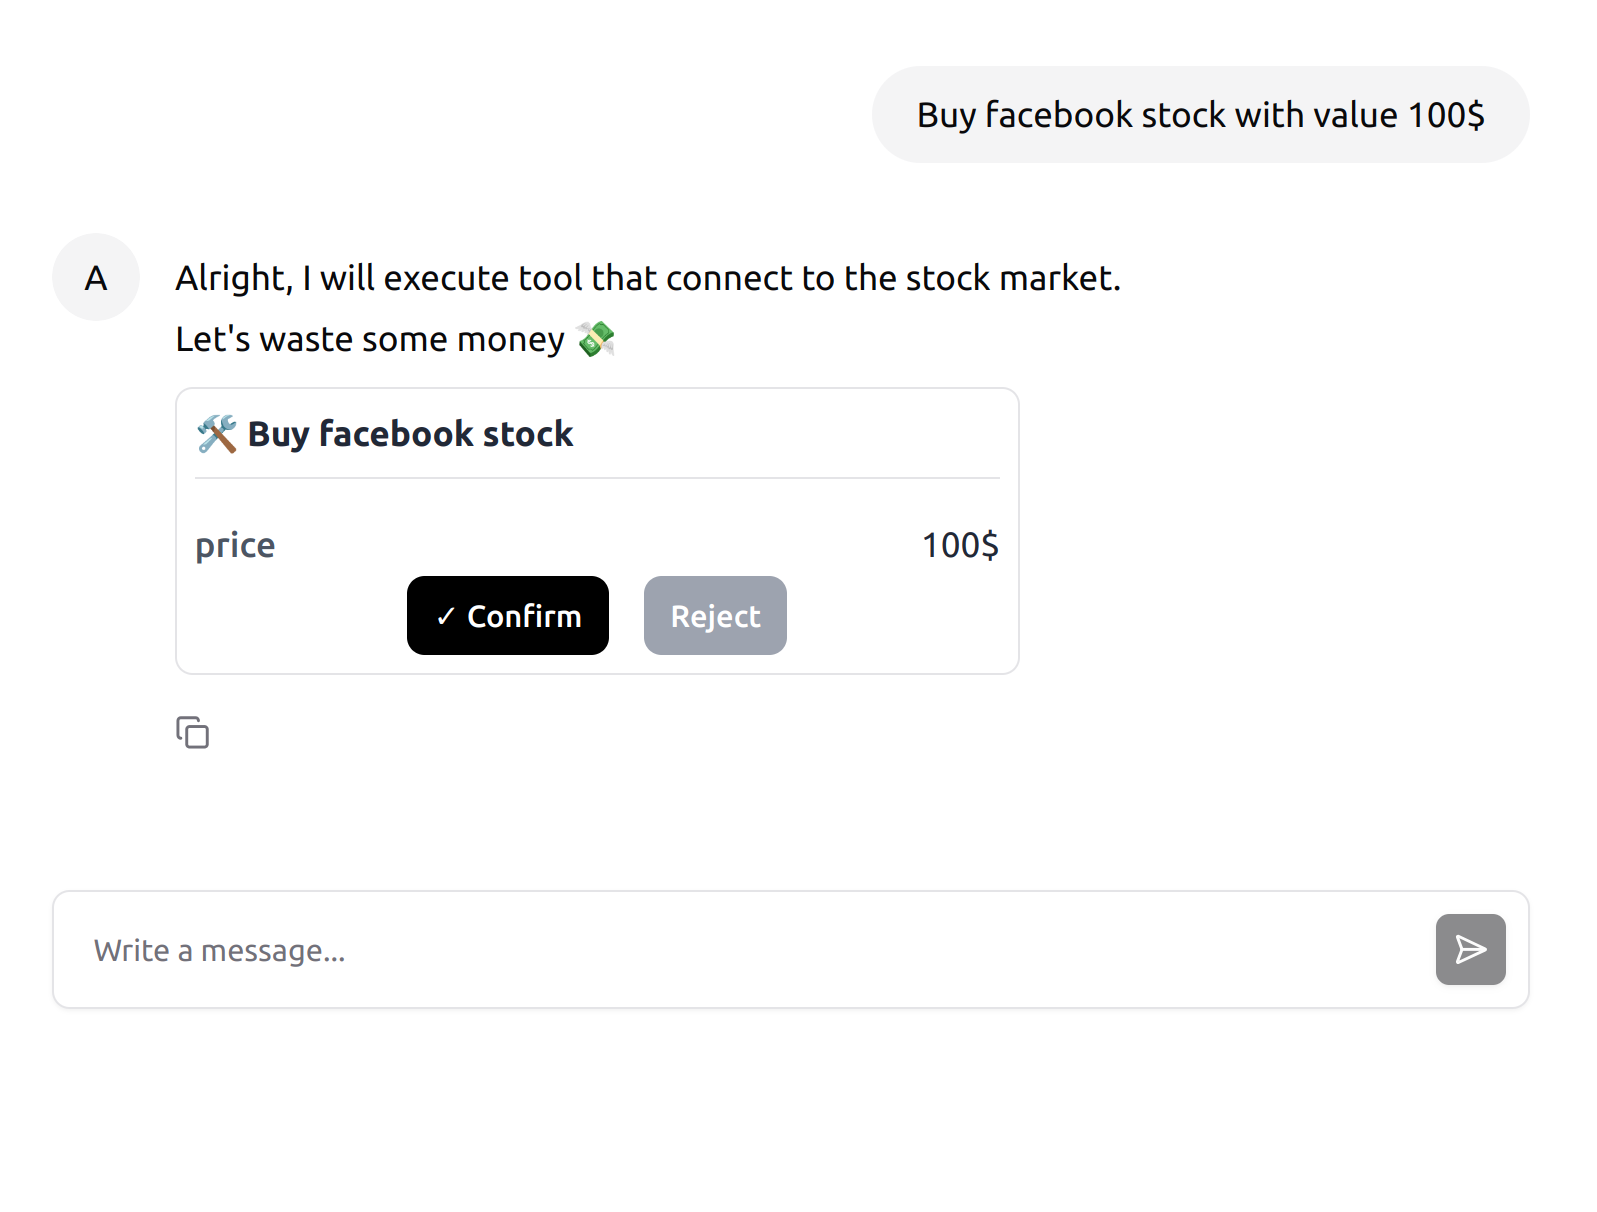 Buy facebook stock with value 100$
A
Alright, I will execute tool that connect to the stock market.
Let's waste some money 💸
🛠️ Buy facebook stock
price 100$
✓ Confirm Reject
Write a message...